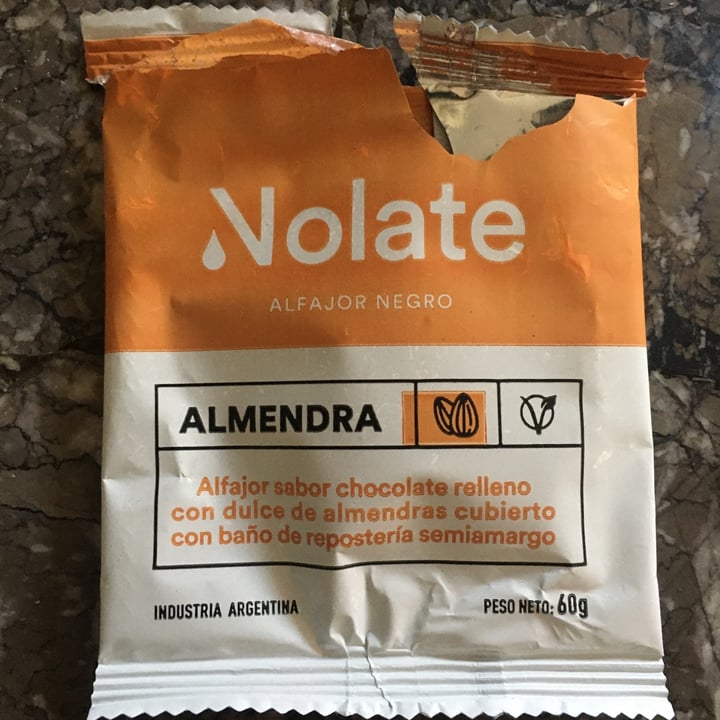 Nolate
ALFAJOR NEGRO
ALMENDRA
Alfajor sabor chocolate relleno
con dulce de almendras cubierto
con baño de repostería semiamargo
INDUSTRIA ARGENTINA
PESO NETO: 60g